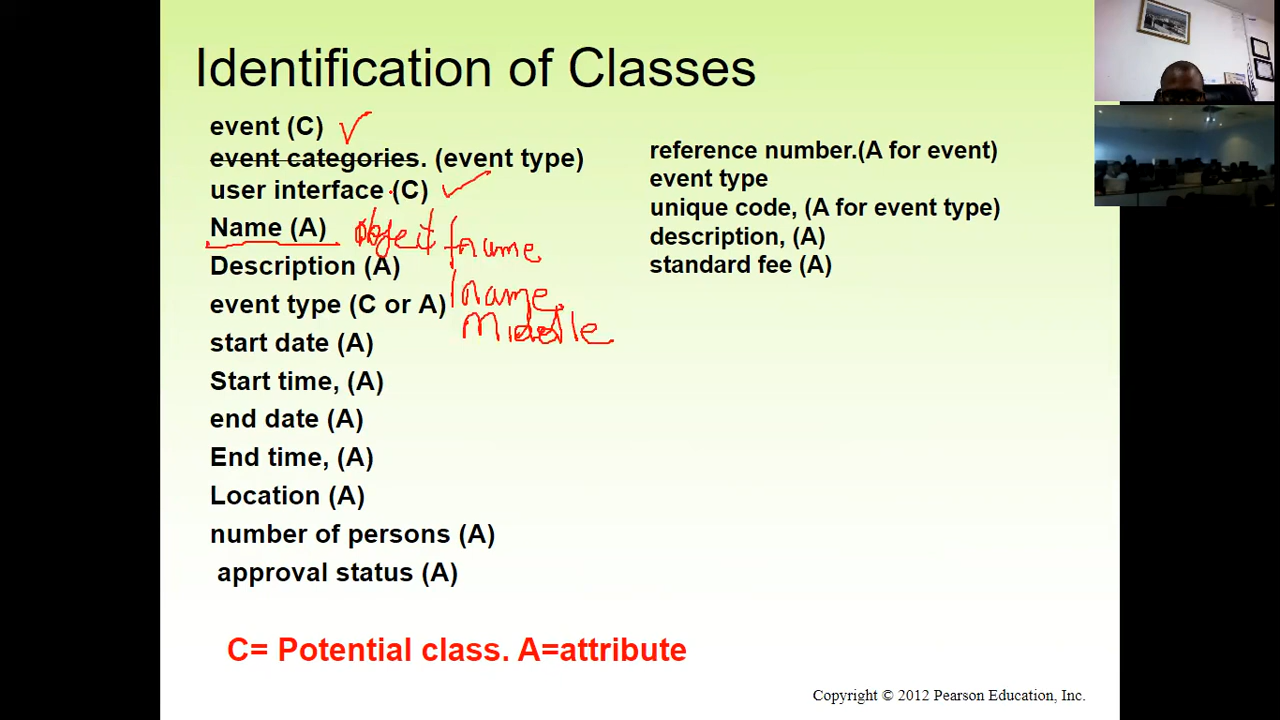 Identification of Classes
event (C)
event categories. (event type)
user interface (C)
Name (A) object fname
Description (A)
lname
event type (C or A)
Middle
start date (A)
Start time, (A)
end date (A)
End time, (A)
Location (A)
number of persons (A)
approval status (A)
reference number.(A for event)
event type
unique code, (A for event type)
description, (A)
standard fee (A)
C= Potential class. A=attribute
Copyright © 2012 Pearson Education, Inc.